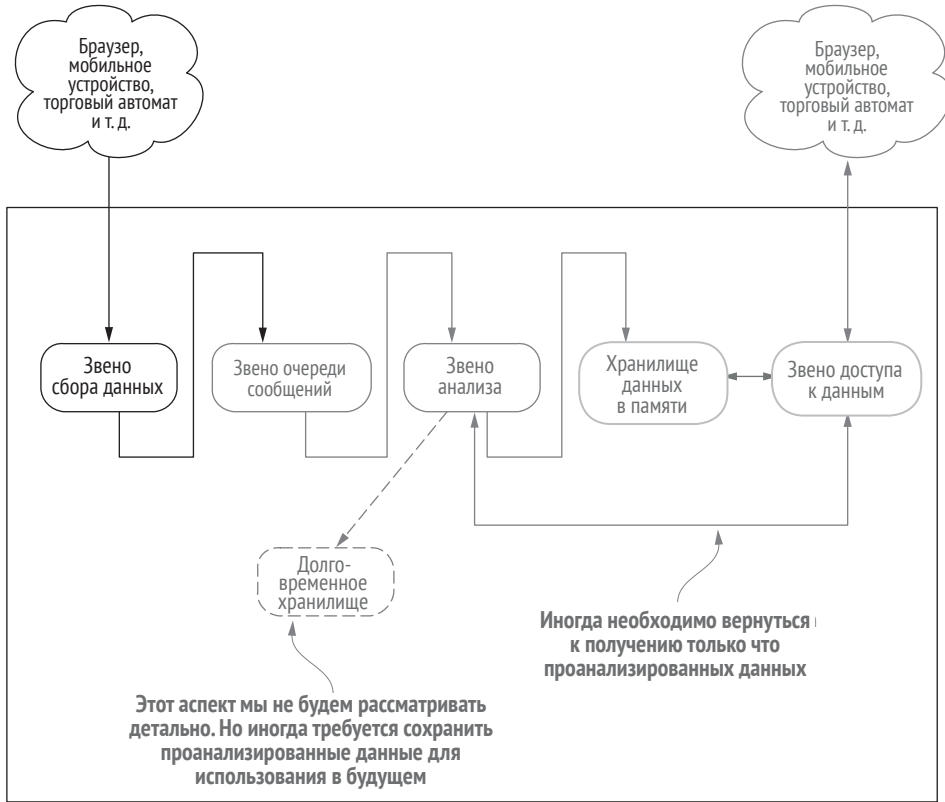 Браузер,
мобильное
устройство,
торговый автомат
и т. д.
Браузер,
мобильное
устройство,
торговый автомат
и т. д.
Звено
сбора данных
Звено очереди
сообщений
Звено
анализа
Хранилище
данных
в памяти
Звено доступа
к данным
Долго-
временное
хранилище
Иногда необходимо вернуться
к получению только что
проанализированных данных
Этот аспект мы не будем рассматривать
детально. Но иногда требуется сохранить
проанализированные данные для
использования в будущем